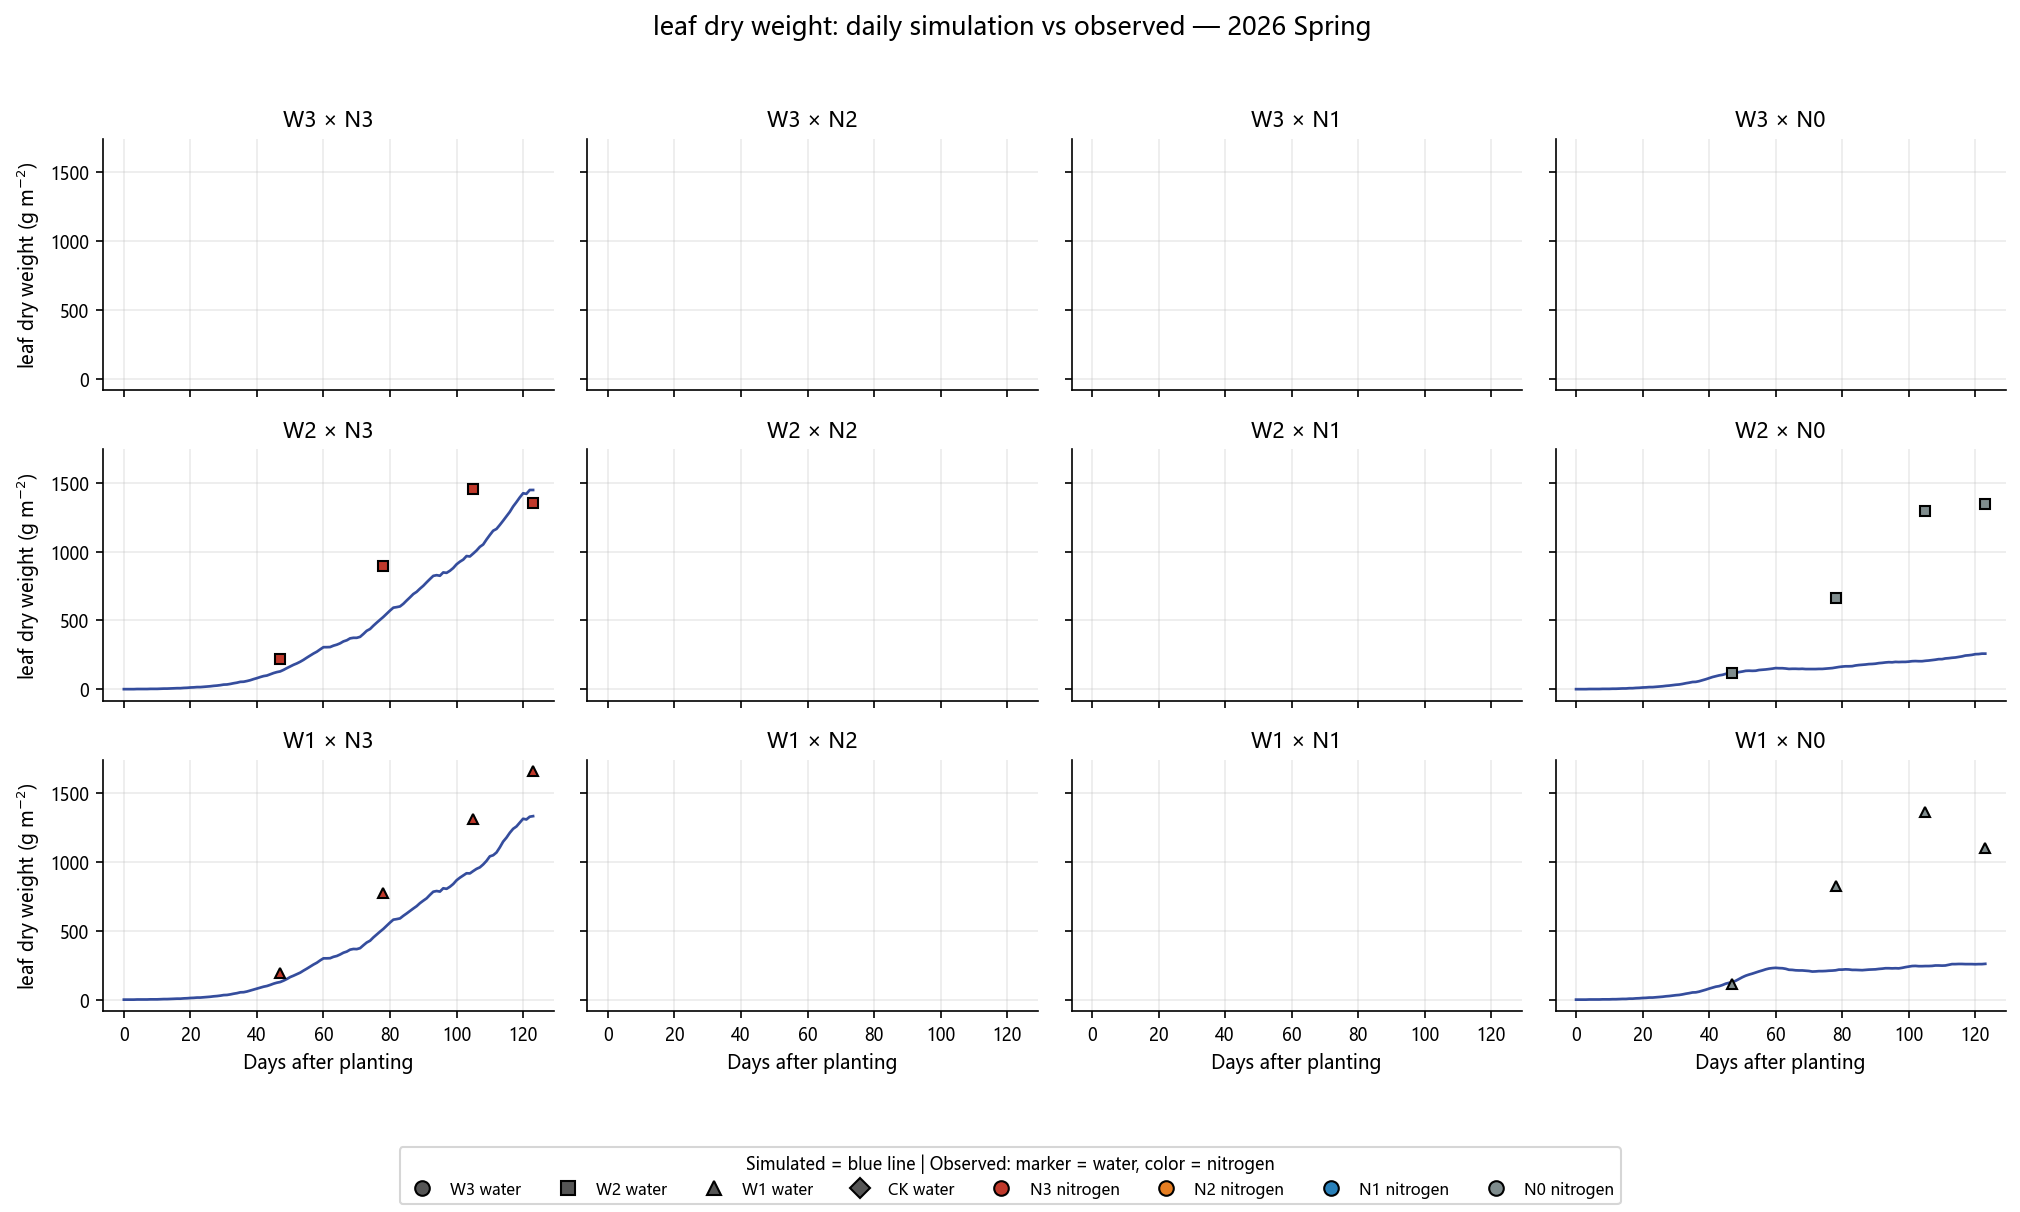 leaf dry weight: daily simulation vs observed — 2026 Spring
W3 × N3
W3 × N2
W3 × N1
W3 × N0
leaf dry weight (g m⁻²)
1500
1000
500
0
W2 × N3
W2 × N2
W2 × N1
W2 × N0
leaf dry weight (g m⁻²)
1500
1000
500
0
W1 × N3
W1 × N2
W1 × N1
W1 × N0
leaf dry weight (g m⁻²)
1500
1000
500
0
0 20 40 60 80 100 120
0 20 40 60 80 100 120
0 20 40 60 80 100 120
0 20 40 60 80 100 120
Days after planting
Days after planting
Days after planting
Days after planting
Simulated = blue line | Observed: marker = water, color = nitrogen
W3 water W2 water W1 water CK water N3 nitrogen N2 nitrogen N1 nitrogen N0 nitrogen